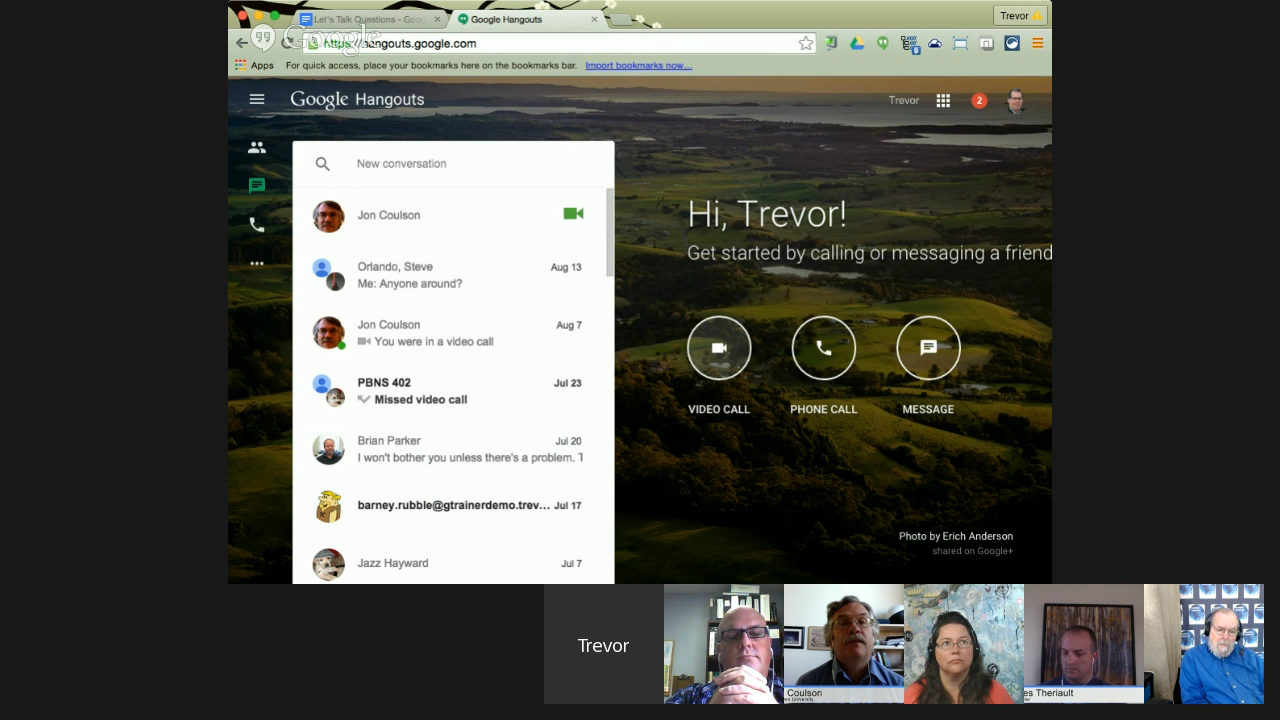 Let's Talk Questions - Goog
Google Hangouts
Trevor
Google
https://hangouts.google.com
Apps
For quick access, place your bookmarks here on the bookmarks bar.
Import bookmarks now...
Google Hangouts
Trevor
2
New conversation
Jon Coulson
Orlando, Steve
Aug 13
Me: Anyone around?
Jon Coulson
Aug 7
You were in a video call
PBNS 402
Jul 23
Missed video call
Brian Parker
Jul 20
I won't bother you unless there's a problem. T
barney.rubble@gtrainerdemo.trev...
Jul 17
Jazz Hayward
Jul 7
Hi, Trevor!
Get started by calling or messaging a friend
VIDEO CALL
PHONE CALL
MESSAGE
Photo by Erich Anderson
shared on Google+
Trevor
Coulson
es Theriault